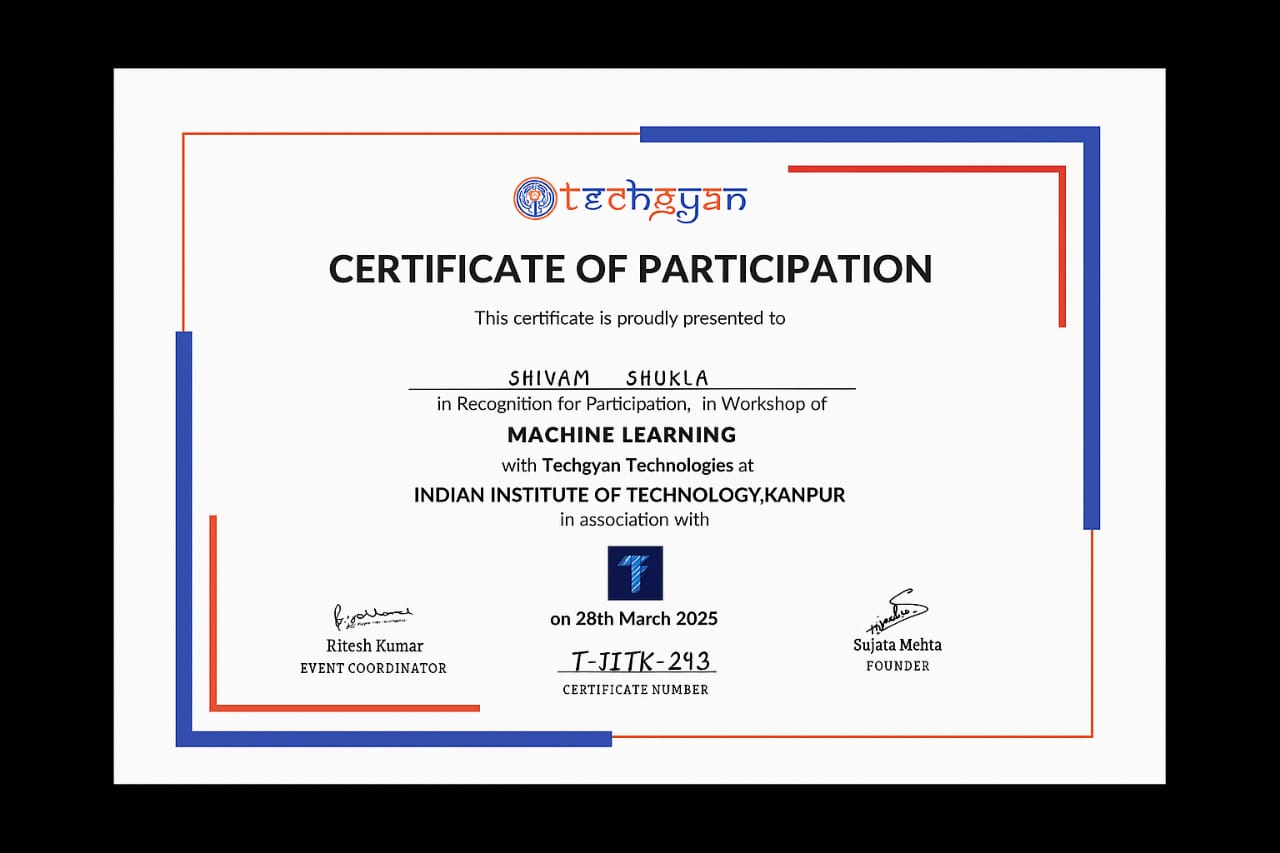 techgyan
CERTIFICATE OF PARTICIPATION
This certificate is proudly presented to
SHIVAM SHUKLA
in Recognition for Participation, in Workshop of
MACHINE LEARNING
with Techgyan Technologies at
INDIAN INSTITUTE OF TECHNOLOGY,KANPUR
in association with
on 28th March 2025
Ritesh Kumar
EVENT COORDINATOR
T-JITK-243
CERTIFICATE NUMBER
Sujata Mehta
FOUNDER